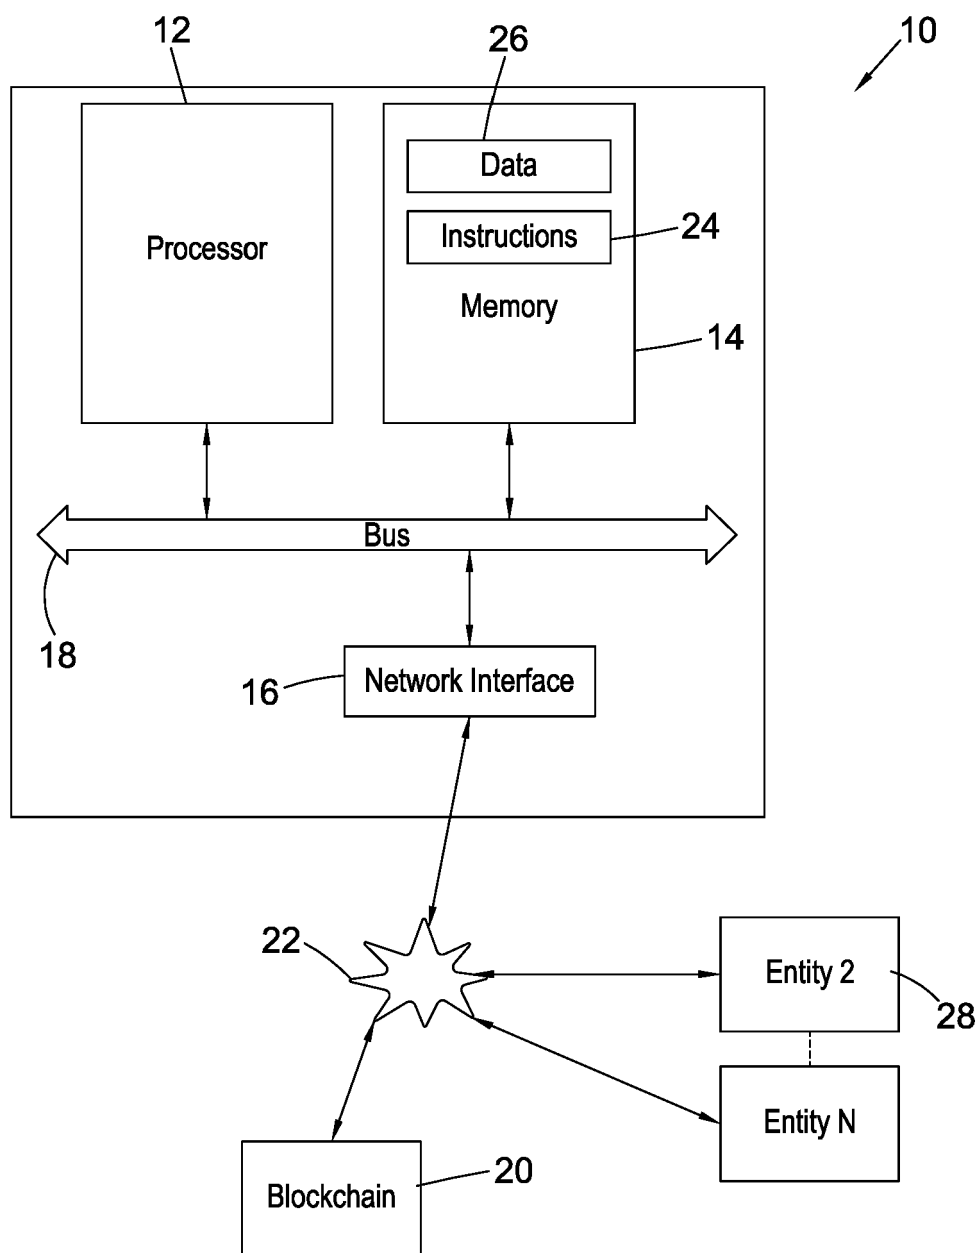 12
26
10
Data
Instructions
24
Processor
Memory
14
Bus
18
16
Network Interface
22
Entity 2
28
Entity N
Blockchain
20